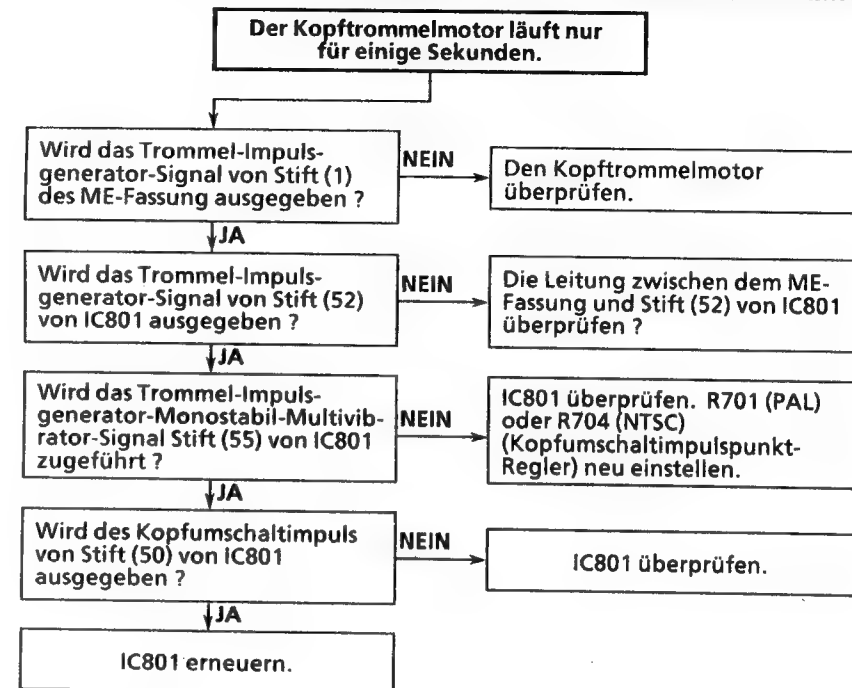 Der Kopftrommelmotor läuft nur
für einige Sekunden.
Wird das Trommel-Impuls-
generator-Signal von Stift (1)
des ME-Fassung ausgegeben ?
NEIN
Den Kopftrommelmotor
überprüfen.
JA
Wird das Trommel-Impuls-
generator-Signal von Stift (52)
von IC801 ausgegeben ?
NEIN
Die Leitung zwischen dem ME-
Fassung und Stift (52) von IC801
überprüfen ?
JA
Wird das Trommel-Impuls-
generator-Monostabil-Multivib-
rator-Signal Stift (55) von IC801
zugeführt ?
NEIN
IC801 überprüfen. R701 (PAL)
oder R704 (NTSC)
(Kopfumschaltimpulspunkt-
Regler) neu einstellen.
JA
Wird des Kopfumschaltimpuls
von Stift (50) von IC801
ausgegeben ?
NEIN
IC801 überprüfen.
JA
IC801 erneuern.